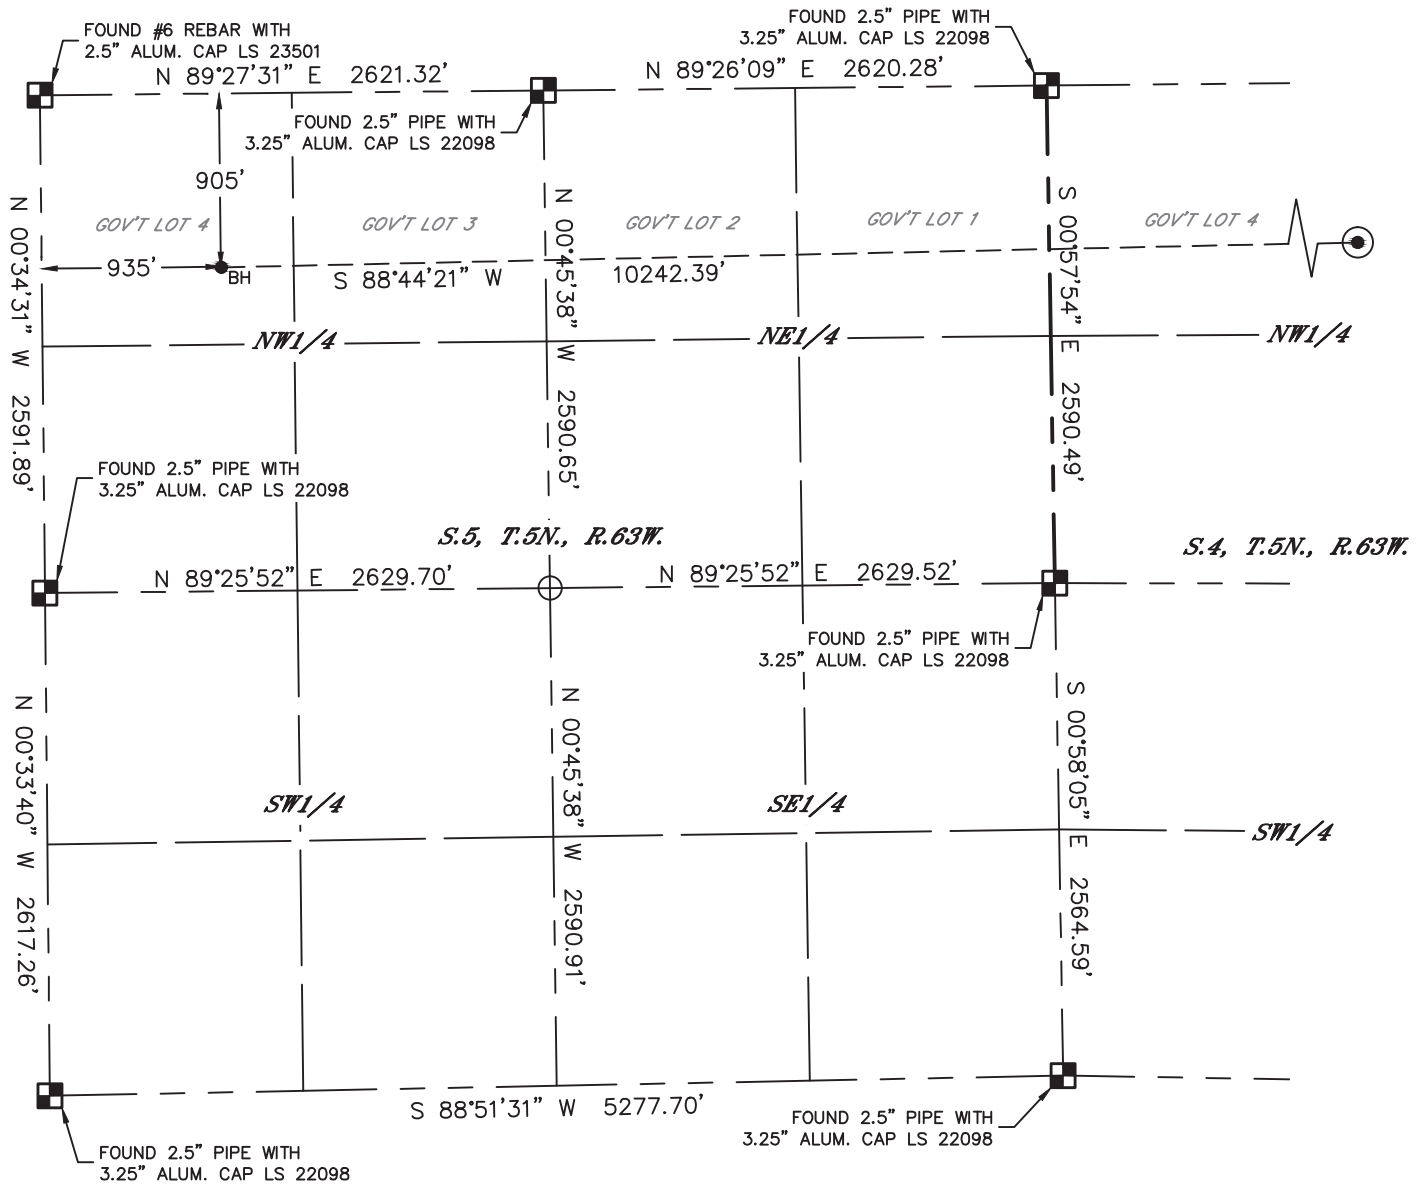 FOUND #6 REBAR WITH
2.5" ALUM. CAP LS 23501
N 89°27'31" E 2621.32'
FOUND 2.5" PIPE WITH
3.25" ALUM. CAP LS 22098
N 89°26'09" E 2620.28'
FOUND 2.5" PIPE WITH
3.25" ALUM. CAP LS 22098
905'
N 00°34'31" W 2591.89'
N 00°45'38" W 2590.65'
S 00°57'54" E 2590.49'
GOV'T LOT 4
GOV'T LOT 3
GOV'T LOT 2
GOV'T LOT 1
GOV'T LOT 4
935'
BH
S 88°44'21" W 10242.39'
NW1/4
NE1/4
NW1/4
FOUND 2.5" PIPE WITH
3.25" ALUM. CAP LS 22098
S.5, T.5N., R.63W.
S.4, T.5N., R.63W.
N 89°25'52" E 2629.70'
N 89°25'52" E 2629.52'
FOUND 2.5" PIPE WITH
3.25" ALUM. CAP LS 22098
N 00°33'40" W 2617.26'
N 00°45'38" W 2590.91'
S 00°58'05" E 2564.59'
SW1/4
SE1/4
SW1/4
S 88°51'31" W 5277.70'
FOUND 2.5" PIPE WITH
3.25" ALUM. CAP LS 22098
FOUND 2.5" PIPE WITH
3.25" ALUM. CAP LS 22098